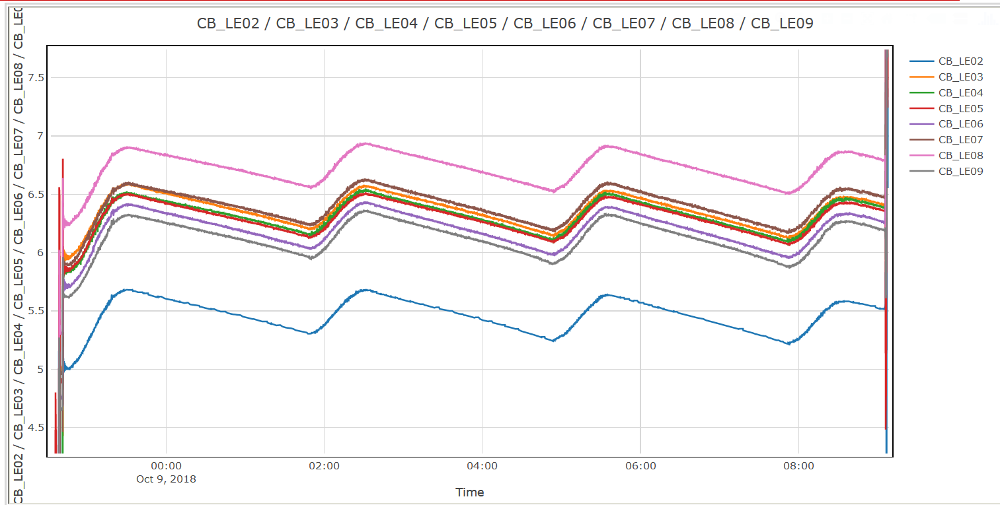 CB_LE02 / CB_LE03 / CB_LE04 / CB_LE05 / CB_LE06 / CB_LE07 / CB_LE08 / CB_LE09
CB_LE02 / CB_LE03 / CB_LE04 / CB_LE05 / CB_LE06 / CB_LE07 / CB_LE08 / CB_LE0
7.5
7
6.5
6
5.5
5
4.5
00:00
02:00
04:00
06:00
08:00
Oct 9, 2018
Time
CB_LE02
CB_LE03
CB_LE04
CB_LE05
CB_LE06
CB_LE07
CB_LE08
CB_LE09